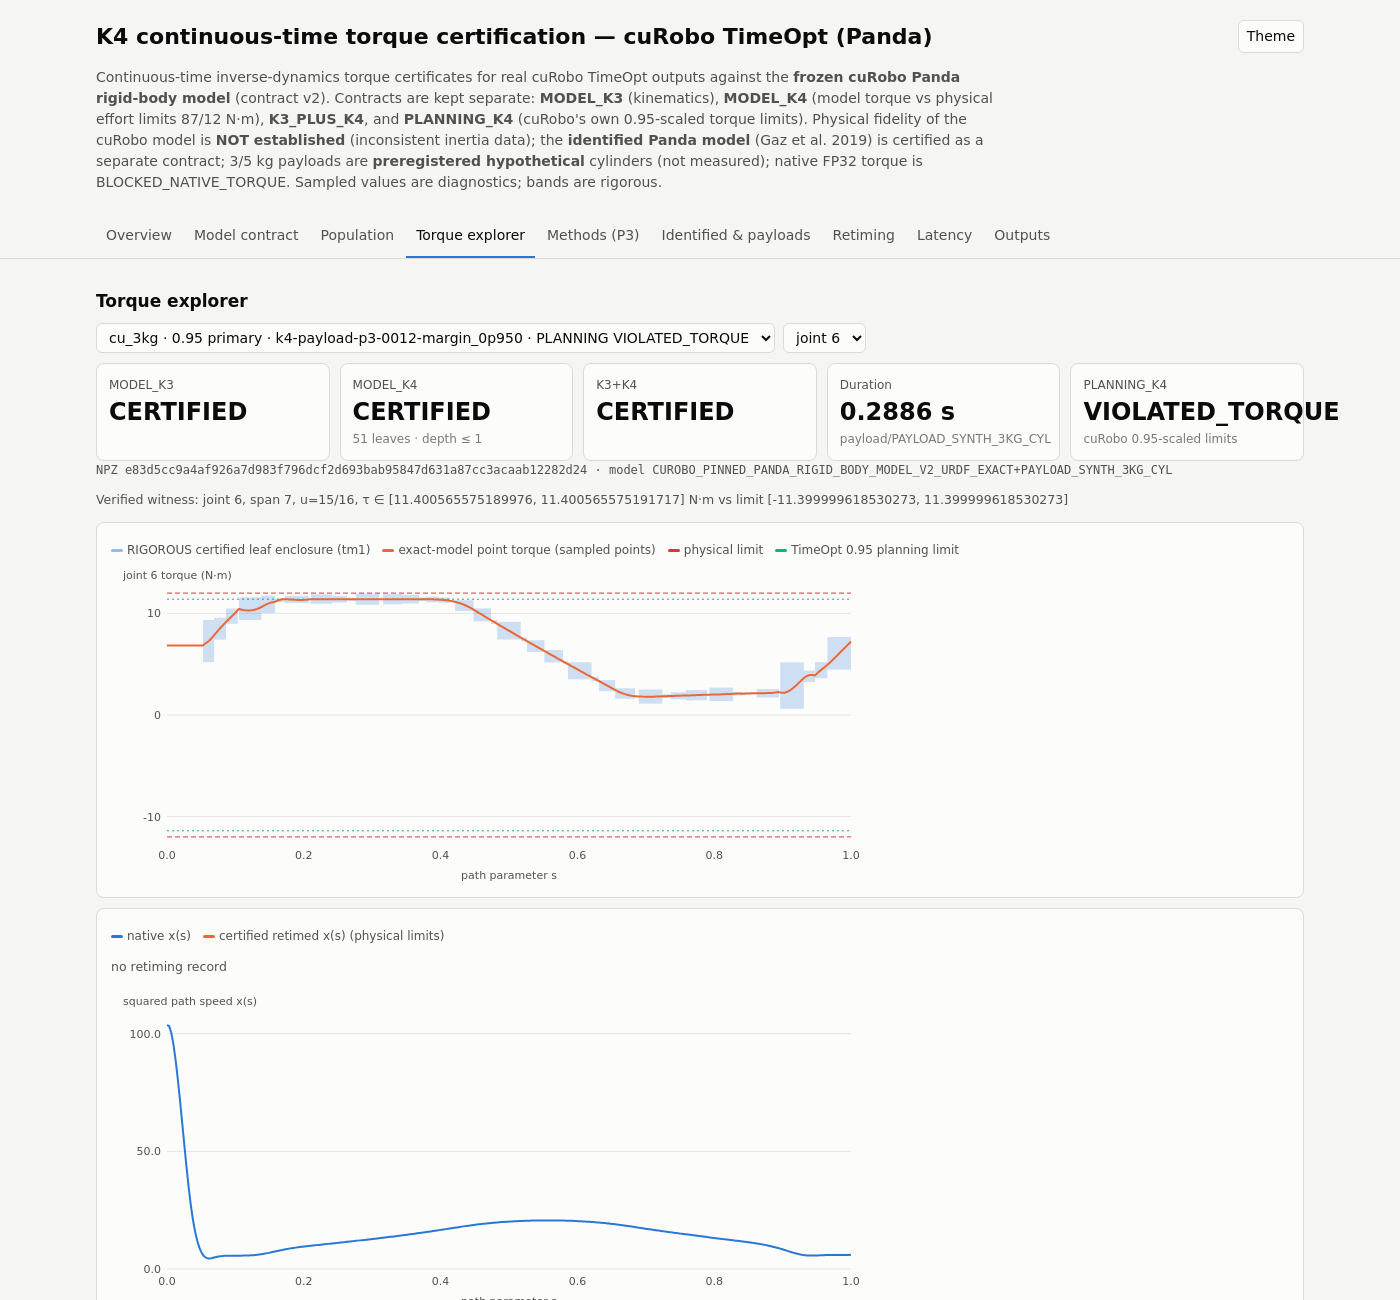 K4 continuous-time torque certification — cuRobo TimeOpt (Panda)
Theme
Continuous-time inverse-dynamics torque certificates for real cuRobo TimeOpt outputs against the frozen cuRobo Panda
rigid-body model (contract v2). Contracts are kept separate: MODEL_K3 (kinematics), MODEL_K4 (model torque vs physical
effort limits 87/12 N·m), K3_PLUS_K4, and PLANNING_K4 (cuRobo's own 0.95-scaled torque limits). Physical fidelity of the
cuRobo model is NOT established (inconsistent inertia data); the identified Panda model (Gaz et al. 2019) is certified as a
separate contract; 3/5 kg payloads are preregistered hypothetical cylinders (not measured); native FP32 torque is
BLOCKED_NATIVE_TORQUE. Sampled values are diagnostics; bands are rigorous.
Overview Model contract Population Torque explorer Methods (P3) Identified & payloads Retiming Latency Outputs
Torque explorer
cu_3kg · 0.95 primary · k4-payload-p3-0012-margin_0p950 · PLANNING VIOLATED_TORQUE
joint 6
MODEL_K3
CERTIFIED
MODEL_K4
CERTIFIED
51 leaves · depth ≤ 1
K3+K4
CERTIFIED
Duration
0.2886 s
payload/PAYLOAD_SYNTH_3KG_CYL
PLANNING_K4
VIOLATED_TORQUE
cuRobo 0.95-scaled limits
NPZ e83d5cc9a4af926a7d983f796dcf2d693bab95847d631a87cc3acaab12282d24 · model CUROBO_PINNED_PANDA_RIGID_BODY_MODEL_V2_URDF_EXACT+PAYLOAD_SYNTH_3KG_CYL
Verified witness: joint 6, span 7, u=15/16, τ ∈ [11.400565575189976, 11.400565575191717] N·m vs limit [-11.399999618530273, 11.399999618530273]
RIGOROUS certified leaf enclosure (tm1) exact-model point torque (sampled points) physical limit TimeOpt 0.95 planning limit
joint 6 torque (N·m)
10
0
-10
0.0 0.2 0.4 0.6 0.8 1.0
path parameter s
native x(s) certified retimed x(s) (physical limits)
no retiming record
squared path speed x(s)
100.0
50.0
0.0
0.0 0.2 0.4 0.6 0.8 1.0